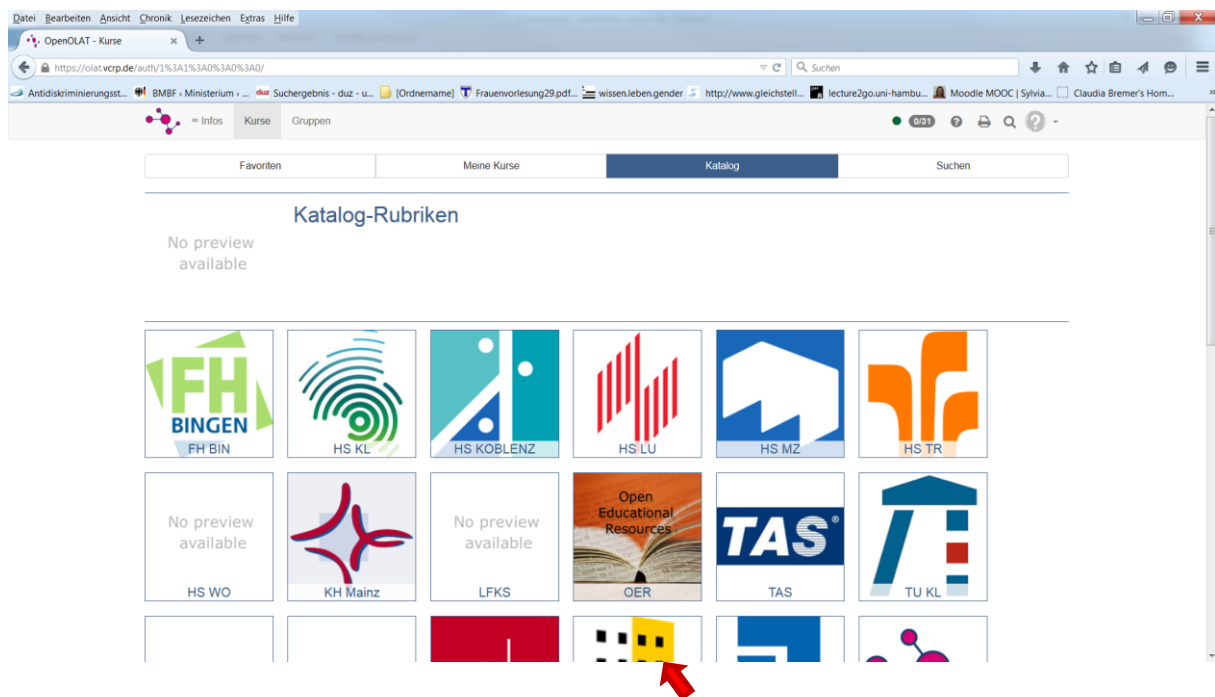 Datei Bearbeiten Ansicht Chronik Lesezeichen Extras Hilfe
OpenOLAT - Kurse × +
https://olat.vcrp.de/auth/1%3A1%3A0%3A0%3A0/ Suchen
Antidiskriminierungsst... BMBF › Ministerium › ... duz Suchergebnis - duz - u... [Ordnername] T Frauenvorlesung29.pdf... wissen.leben.gender http://www.gleichstell... lecture2go.uni-hambu... Moodle MOOC | Sylvia... Claudia Bremer's Hom... »
= Infos Kurse Gruppen 0/31
Favoriten Meine Kurse Katalog Suchen
Katalog-Rubriken
No preview
available
FH
BINGEN
FH BIN HS KL HS KOBLENZ HS LU HS MZ HS TR
No preview
available
HS WO
KH Mainz
No preview
available
LFKS
Open
Educational
Resources
OER
TAS®
TAS
TU KL